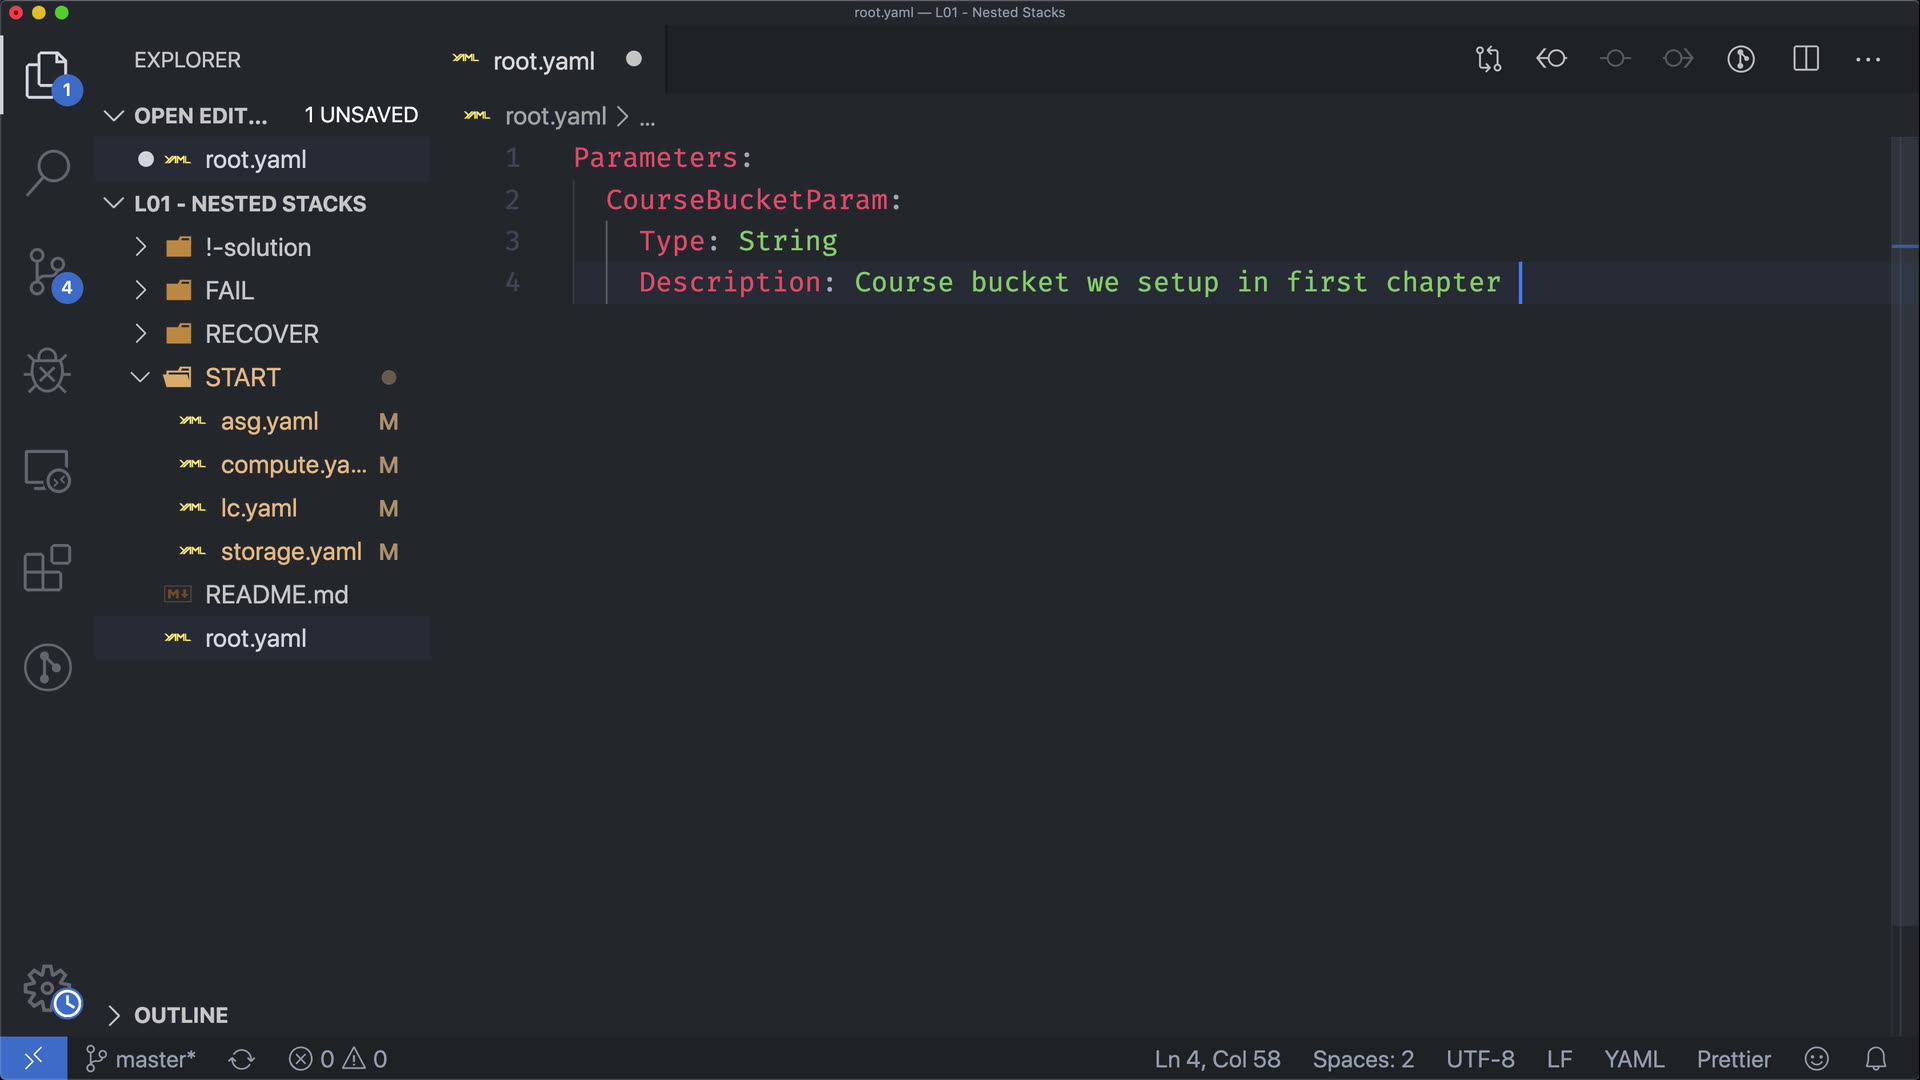 root.yaml — L01 - Nested Stacks
EXPLORER
root.yaml
1
OPEN EDIT... 1 UNSAVED
root.yaml > ...
root.yaml
L01 - NESTED STACKS
!-solution
FAIL
RECOVER
START
asg.yaml M
compute.ya... M
lc.yaml M
storage.yaml M
README.md
root.yaml
4
1 Parameters:
2 CourseBucketParam:
3 Type: String
4 Description: Course bucket we setup in first chapter
OUTLINE
master* 0 0 Ln 4, Col 58 Spaces: 2 UTF-8 LF YAML Prettier